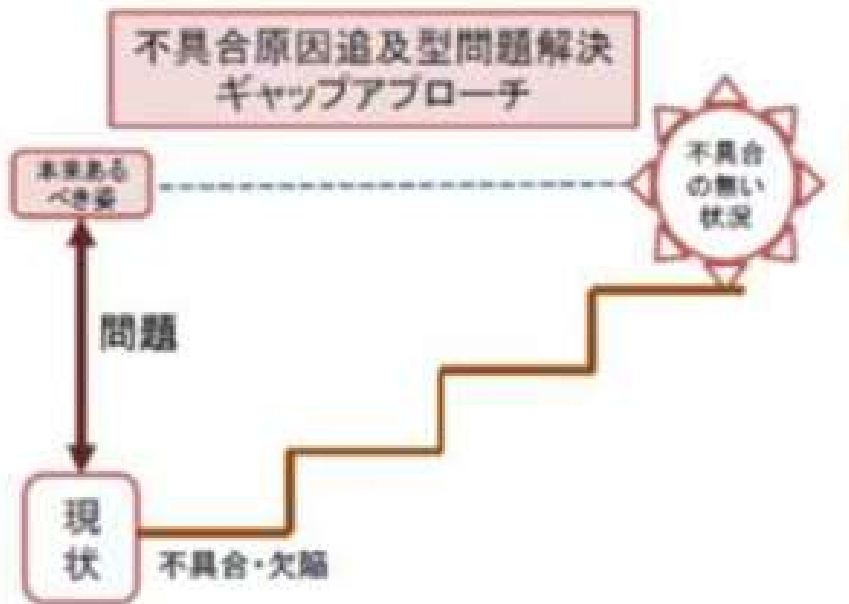 不具合原因追及型問題解決
ギャップアプローチ
本来ある
べき姿
不具合
の無い
状況
問題
現
状
不具合・欠陥